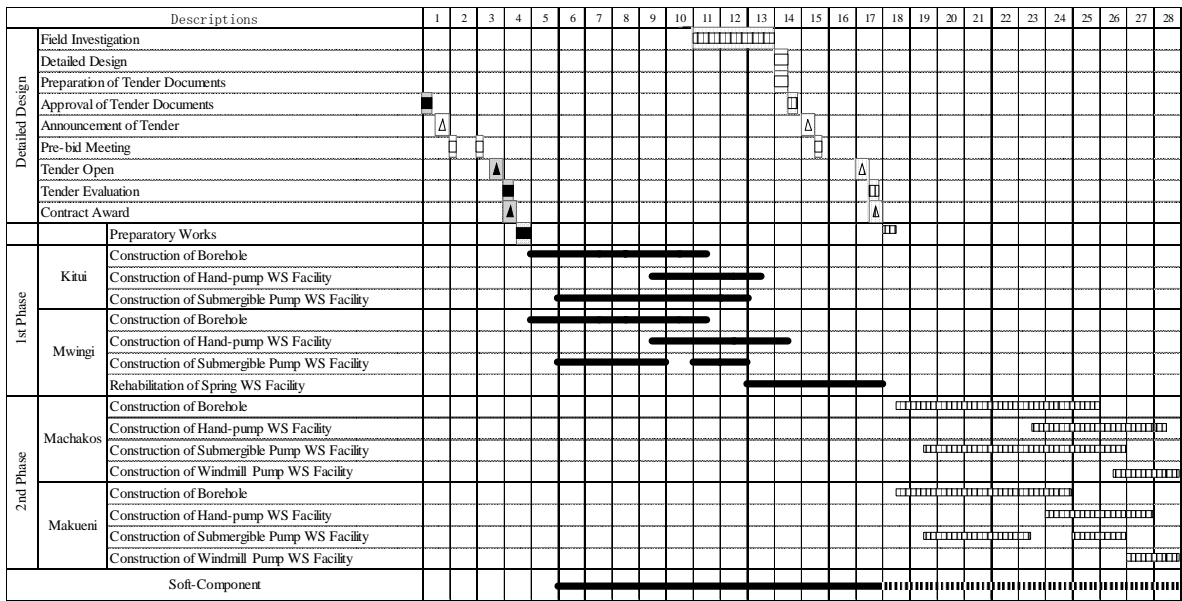 Descriptions 1 2 3 4 5 6 7 8 9 10 11 12 13 14 15 16 17 18 19 20 21 22 23 24 25 26 27 28
Detailed Design
Field Investigation
Detailed Design
Preparation of Tender Documents
Approval of Tender Documents
Announcement of Tender
Pre-bid Meeting
Tender Open
Tender Evaluation
Contract Award
Preparatory Works
1st Phase
Kitui
Construction of Borehole
Construction of Hand-pump WS Facility
Construction of Submergible Pump WS Facility
Mwingi
Construction of Borehole
Construction of Hand-pump WS Facility
Construction of Submergible Pump WS Facility
Rehabilitation of Spring WS Facility
2nd Phase
Machakos
Construction of Borehole
Construction of Hand-pump WS Facility
Construction of Submergible Pump WS Facility
Construction of Windmill Pump WS Facility
Makueni
Construction of Borehole
Construction of Hand-pump WS Facility
Construction of Submergible Pump WS Facility
Construction of Windmill Pump WS Facility
Soft-Component